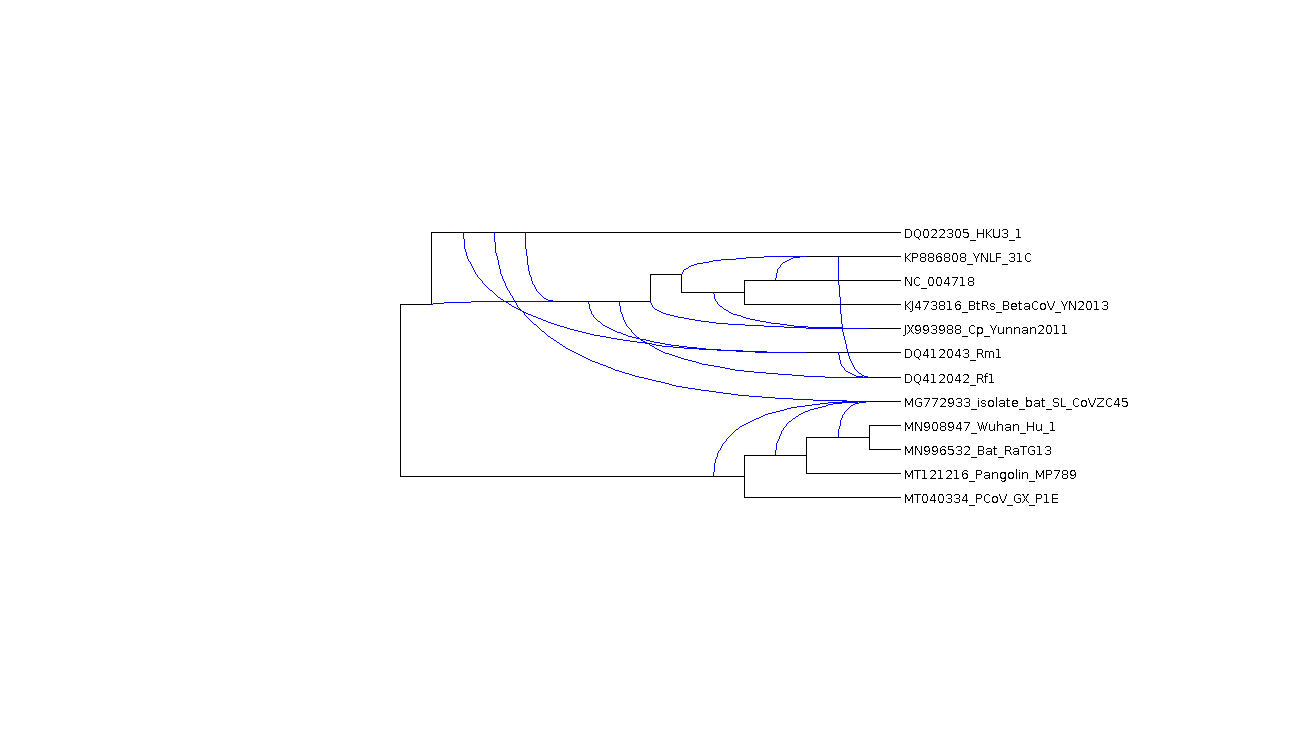 DQ022305_HKU3_1
KP886808_YNLF_31C
NC_004718
KJ473816_BtRs_BetaCoV_YN2013
JX993988_Cp_Yunnan2011
DQ412043_Rm1
DQ412042_Rf1
MG772933_isolate_bat_SL_CoVZC45
MN908947_Wuhan_Hu_1
MN996532_Bat_RaTG13
MT121216_Pangolin_MP789
MT040334_PCoV_GX_P1E